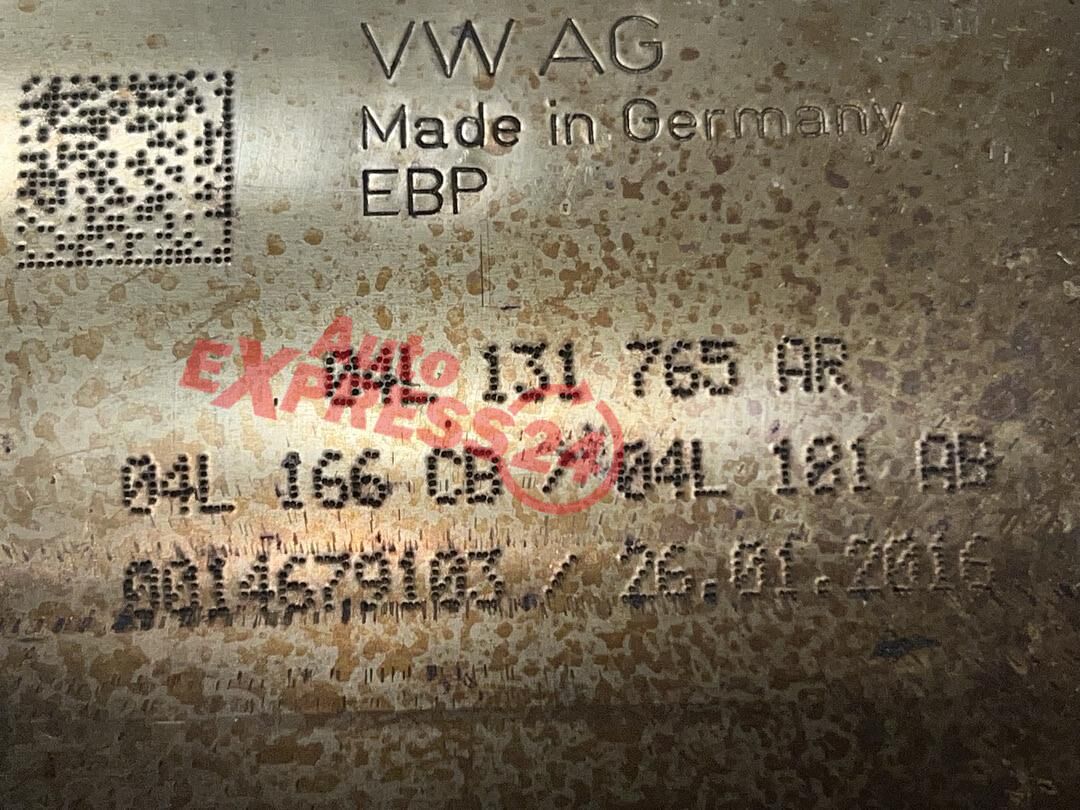 VW AG
Made in Germany
EBP
Auto
EXPRESS24
04L 131 765 AR
04L 166 CB / 04L 181 AB
0014679103 / 26.01.2016